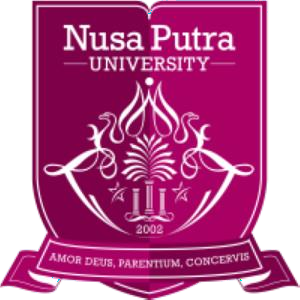 Nusa Putra
UNIVERSITY
2002
AMOR DEUS, PARENTIUM, CONCERVIS